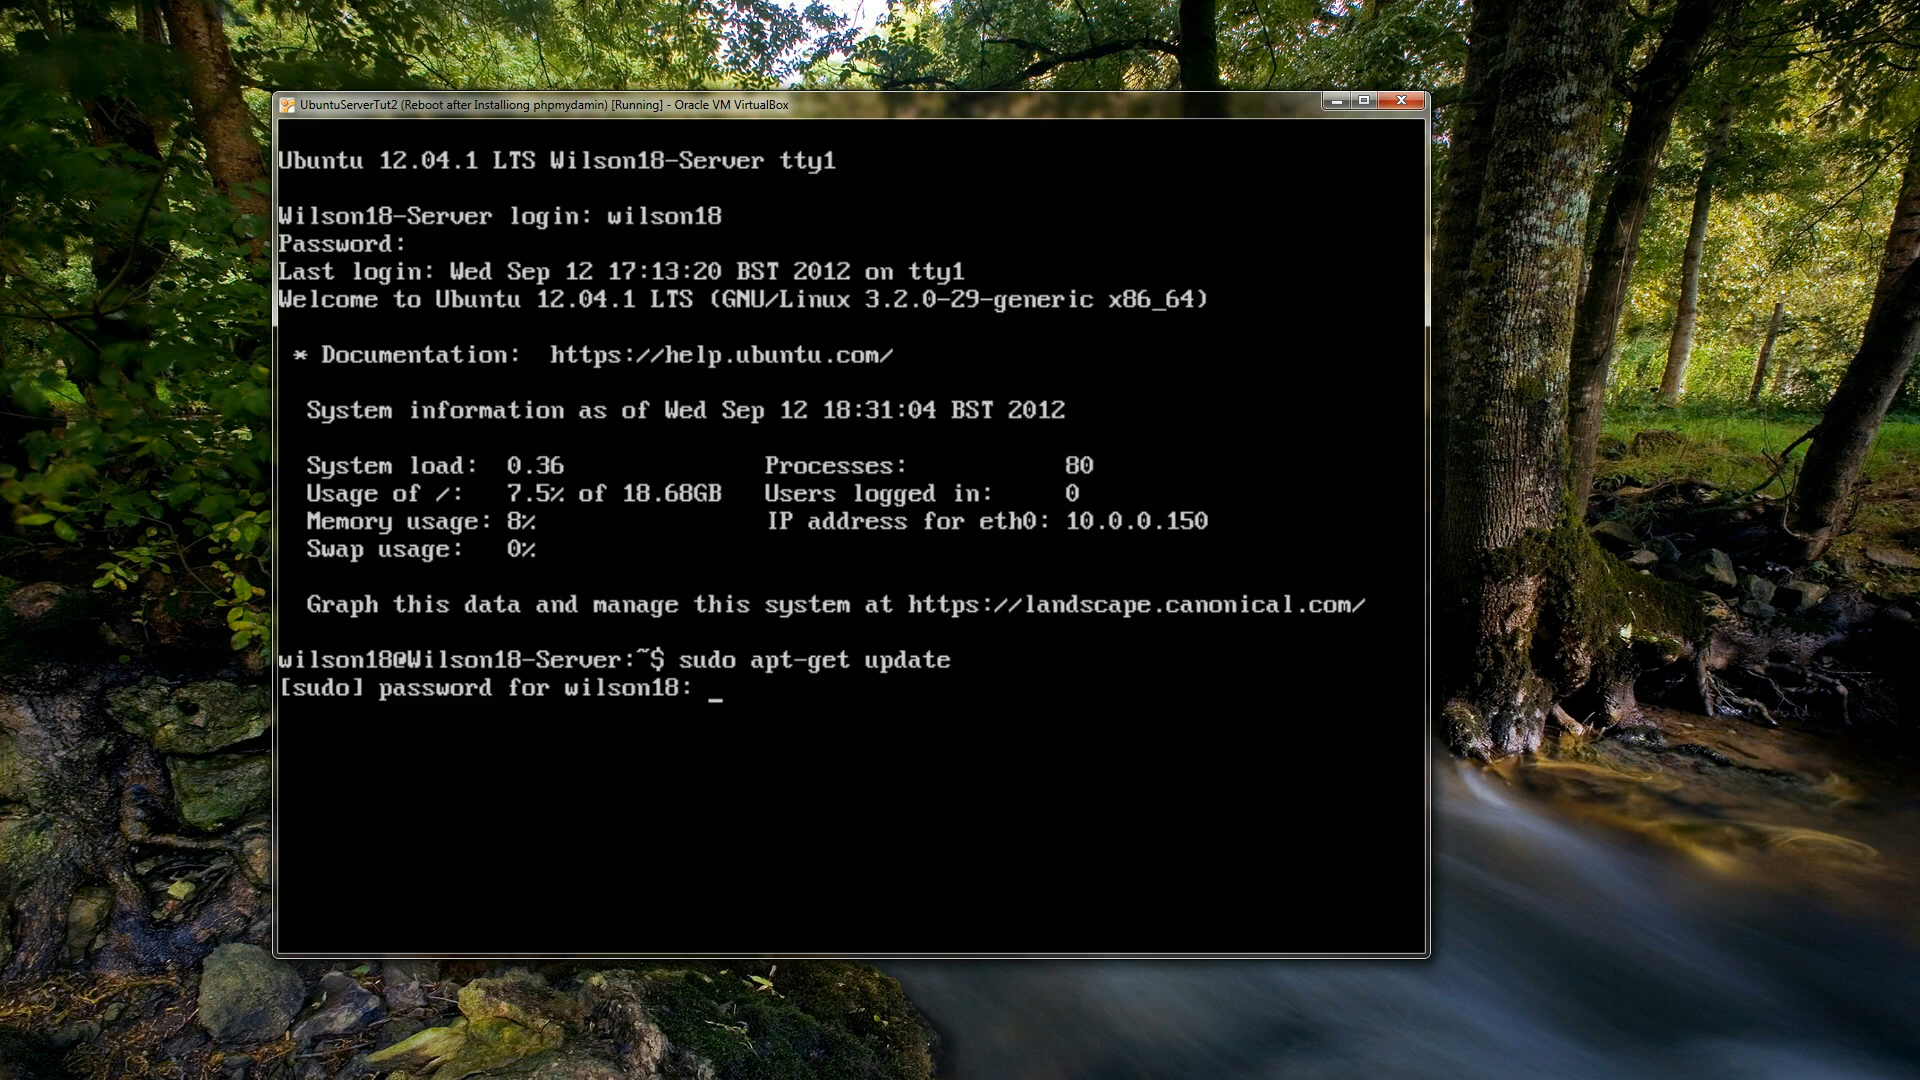 UbuntuServerTut2 (Reboot after Installiong phpmydamin) [Running] - Oracle VM VirtualBox
Ubuntu 12.04.1 LTS Wilson18-Server tty1
Wilson18-Server login: wilson18
Password:
Last login: Wed Sep 12 17:13:20 BST 2012 on tty1
Welcome to Ubuntu 12.04.1 LTS (GNU/Linux 3.2.0-29-generic x86_64)
* Documentation:  https://help.ubuntu.com/
System information as of Wed Sep 12 18:31:04 BST 2012
System load:  0.36              Processes:           80
Usage of /:   7.5% of 18.68GB   Users logged in:     0
Memory usage: 8%                IP address for eth0: 10.0.0.150
Swap usage:   0%
Graph this data and manage this system at https://landscape.canonical.com/
wilson18@Wilson18-Server:~$ sudo apt-get update
[sudo] password for wilson18: _